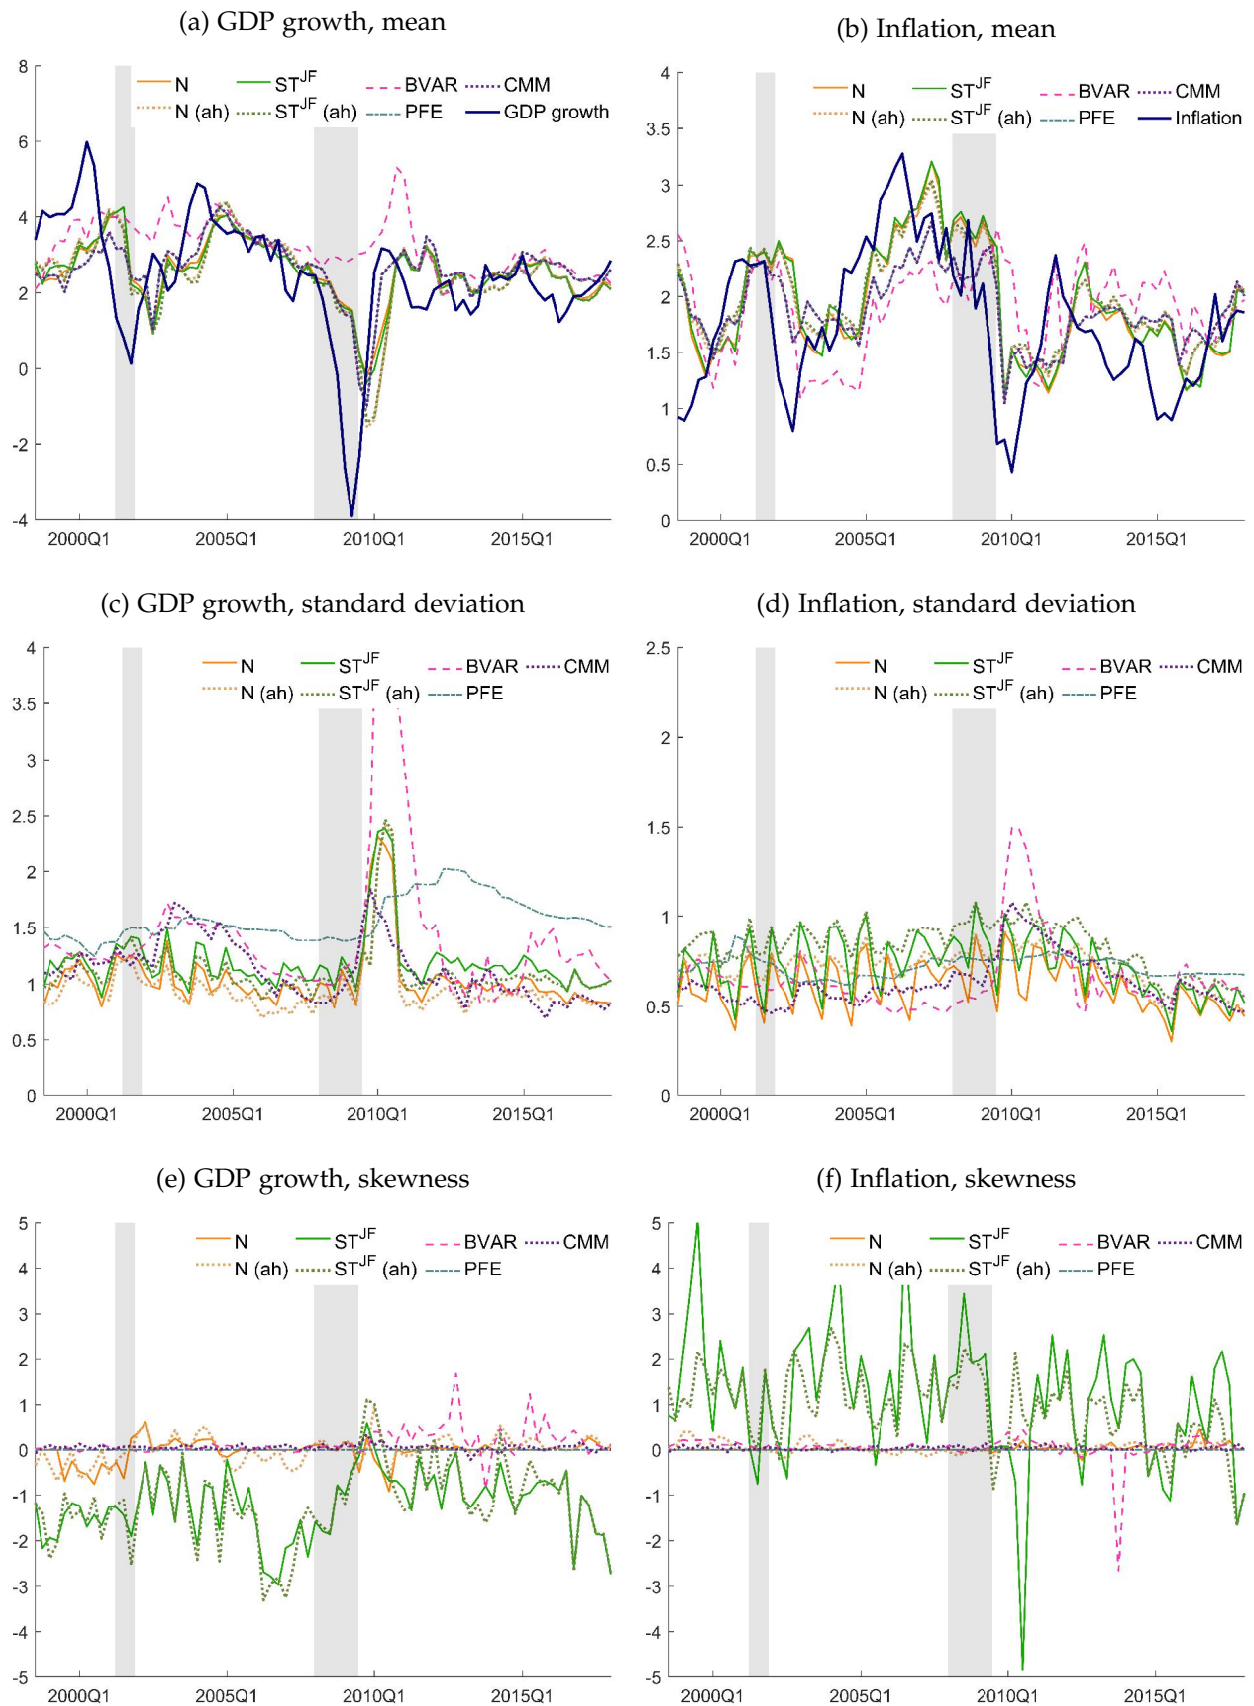 (a) GDP growth, mean
8
6
4
2
0
-2
-4
N
ST^JF
BVAR
CMM
N (ah)
ST^JF (ah)
PFE
GDP growth
2000Q1
2005Q1
2010Q1
2015Q1
(b) Inflation, mean
4
3.5
3
2.5
2
1.5
1
0.5
0
N
ST^JF
BVAR
CMM
N (ah)
ST^JF (ah)
PFE
Inflation
2000Q1
2005Q1
2010Q1
2015Q1
(c) GDP growth, standard deviation
4
3.5
3
2.5
2
1.5
1
0.5
0
N
ST^JF
BVAR
CMM
N (ah)
ST^JF (ah)
PFE
2000Q1
2005Q1
2010Q1
2015Q1
(d) Inflation, standard deviation
2.5
2
1.5
1
0.5
0
N
ST^JF
BVAR
CMM
N (ah)
ST^JF (ah)
PFE
2000Q1
2005Q1
2010Q1
2015Q1
(e) GDP growth, skewness
5
4
3
2
1
0
-1
-2
-3
-4
-5
N
ST^JF
BVAR
CMM
N (ah)
ST^JF (ah)
PFE
2000Q1
2005Q1
2010Q1
2015Q1
(f) Inflation, skewness
5
4
3
2
1
0
-1
-2
-3
-4
-5
N
ST^JF
BVAR
CMM
N (ah)
ST^JF (ah)
PFE
2000Q1
2005Q1
2010Q1
2015Q1